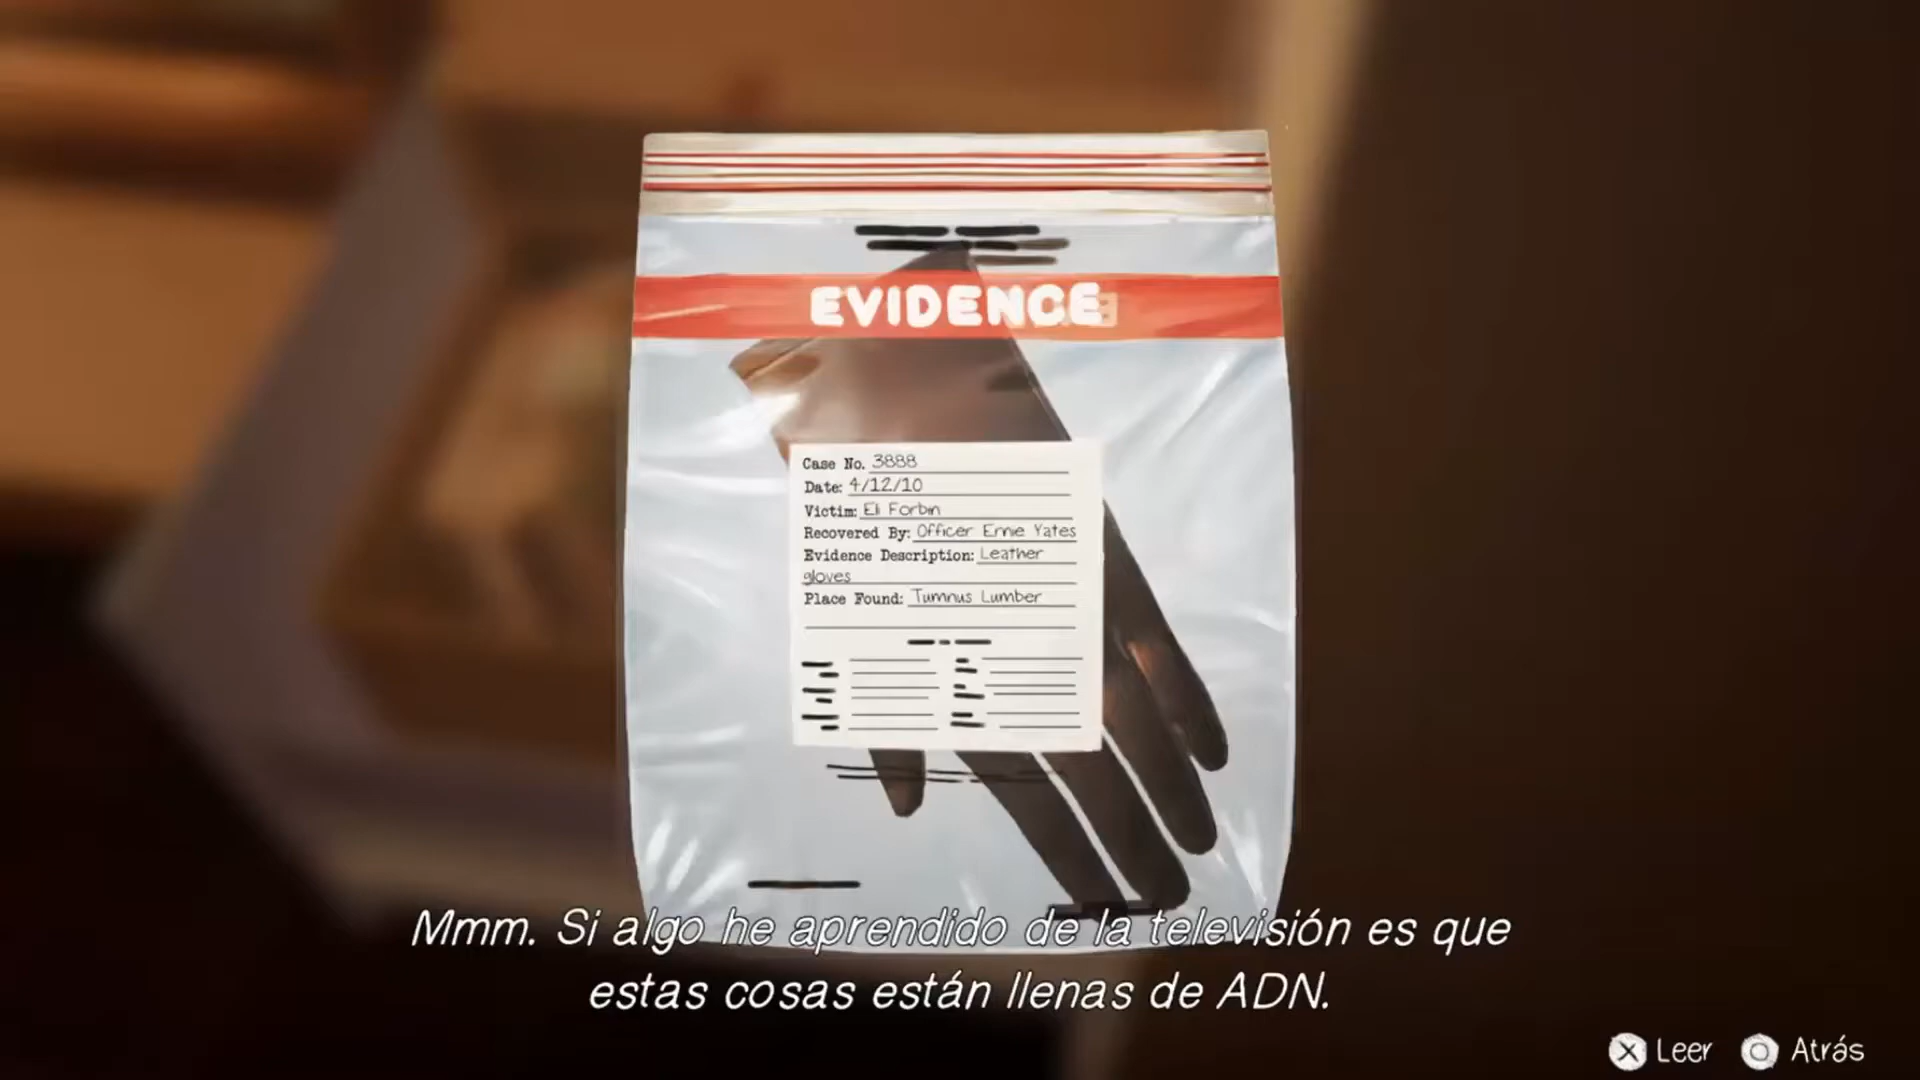 EVIDENCE
Case No. 3888
Date: 4/12/10
Victim: Eli Forbin
Recovered By: Officer Ernie Yates
Evidence Description: Leather
gloves
Place Found: Tumnus Lumber
Mmm. Si algo he aprendido de la televisión es que
estas cosas están llenas de ADN.
Leer Atrás